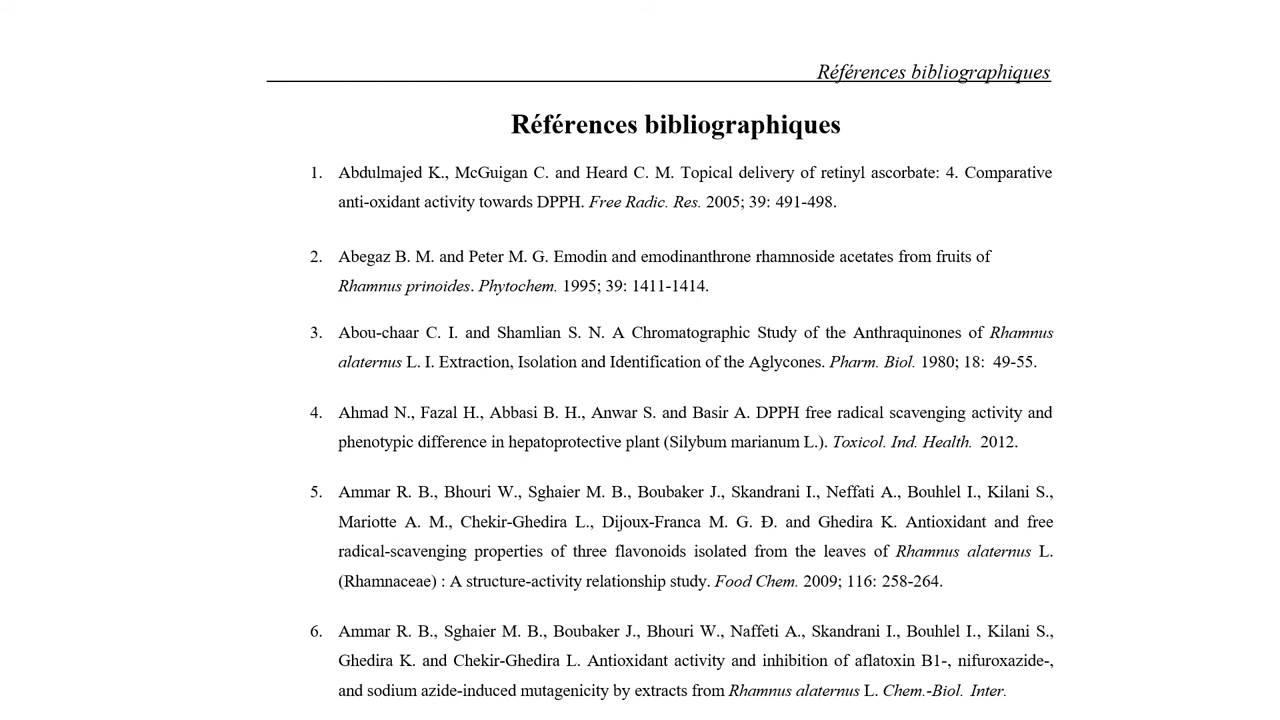 Références bibliographiques
Références bibliographiques
1. Abdulmajed K., McGuigan C. and Heard C. M. Topical delivery of retinyl ascorbate: 4. Comparative
anti-oxidant activity towards DPPH. Free Radic. Res. 2005; 39: 491-498.
2. Abegaz B. M. and Peter M. G. Emodin and emodinanthrone rhamnoside acetates from fruits of
Rhamnus prinoides. Phytochem. 1995; 39: 1411-1414.
3. Abou-chaar C. I. and Shamlian S. N. A Chromatographic Study of the Anthraquinones of Rhamnus
alaternus L. I. Extraction, Isolation and Identification of the Aglycones. Pharm. Biol. 1980; 18: 49-55.
4. Ahmad N., Fazal H., Abbasi B. H., Anwar S. and Basir A. DPPH free radical scavenging activity and
phenotypic difference in hepatoprotective plant (Silybum marianum L.). Toxicol. Ind. Health. 2012.
5. Ammar R. B., Bhouri W., Sghaier M. B., Boubaker J., Skandrani I., Neffati A., Bouhlel I., Kilani S.,
Mariotte A. M., Chekir-Ghedira L., Dijoux-Franca M. G. Đ. and Ghedira K. Antioxidant and free
radical-scavenging properties of three flavonoids isolated from the leaves of Rhamnus alaternus L.
(Rhamnaceae) : A structure-activity relationship study. Food Chem. 2009; 116: 258-264.
6. Ammar R. B., Sghaier M. B., Boubaker J., Bhouri W., Naffeti A., Skandrani I., Bouhlel I., Kilani S.,
Ghedira K. and Chekir-Ghedira L. Antioxidant activity and inhibition of aflatoxin B1-, nifuroxazide-,
and sodium azide-induced mutagenicity by extracts from Rhamnus alaternus L. Chem.-Biol. Inter.